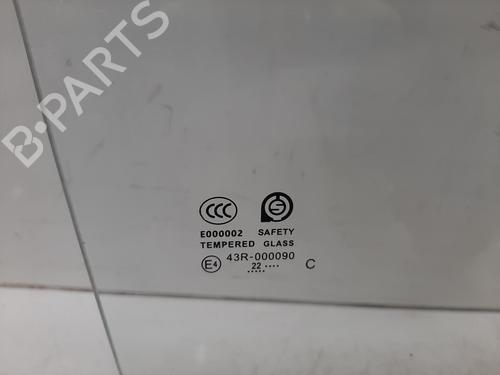 B-PARTS
CCC
E000002 SAFETY
TEMPERED GLASS
E4 43R-000090
22 •••• C
•••••